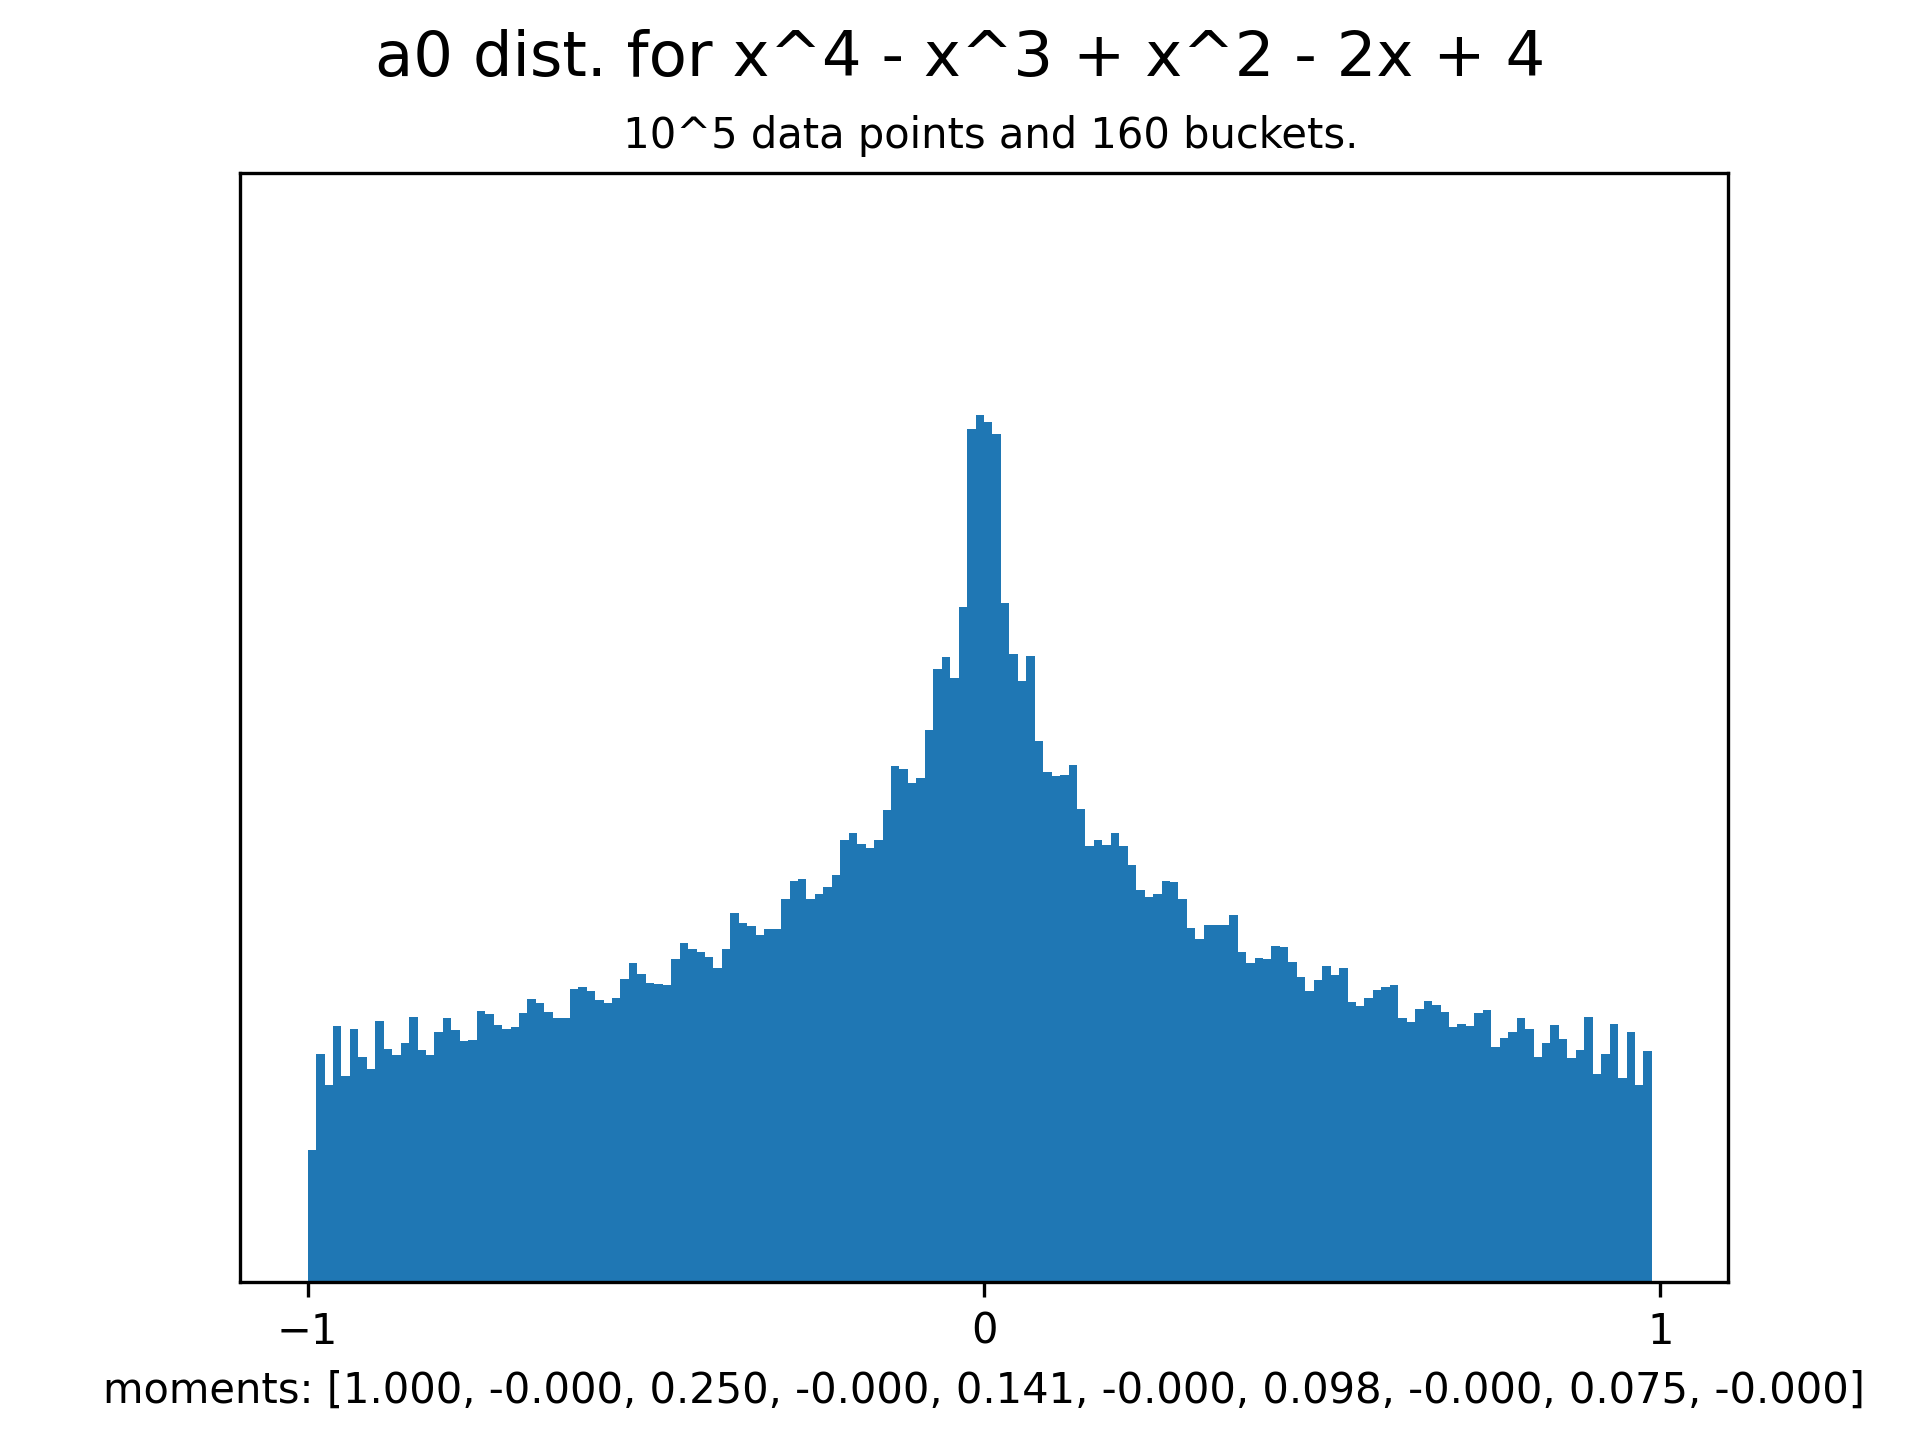 a0 dist. for x^4 - x^3 + x^2 - 2x + 4
10^5 data points and 160 buckets.
−1 0 1
moments: [1.000, -0.000, 0.250, -0.000, 0.141, -0.000, 0.098, -0.000, 0.075, -0.000]